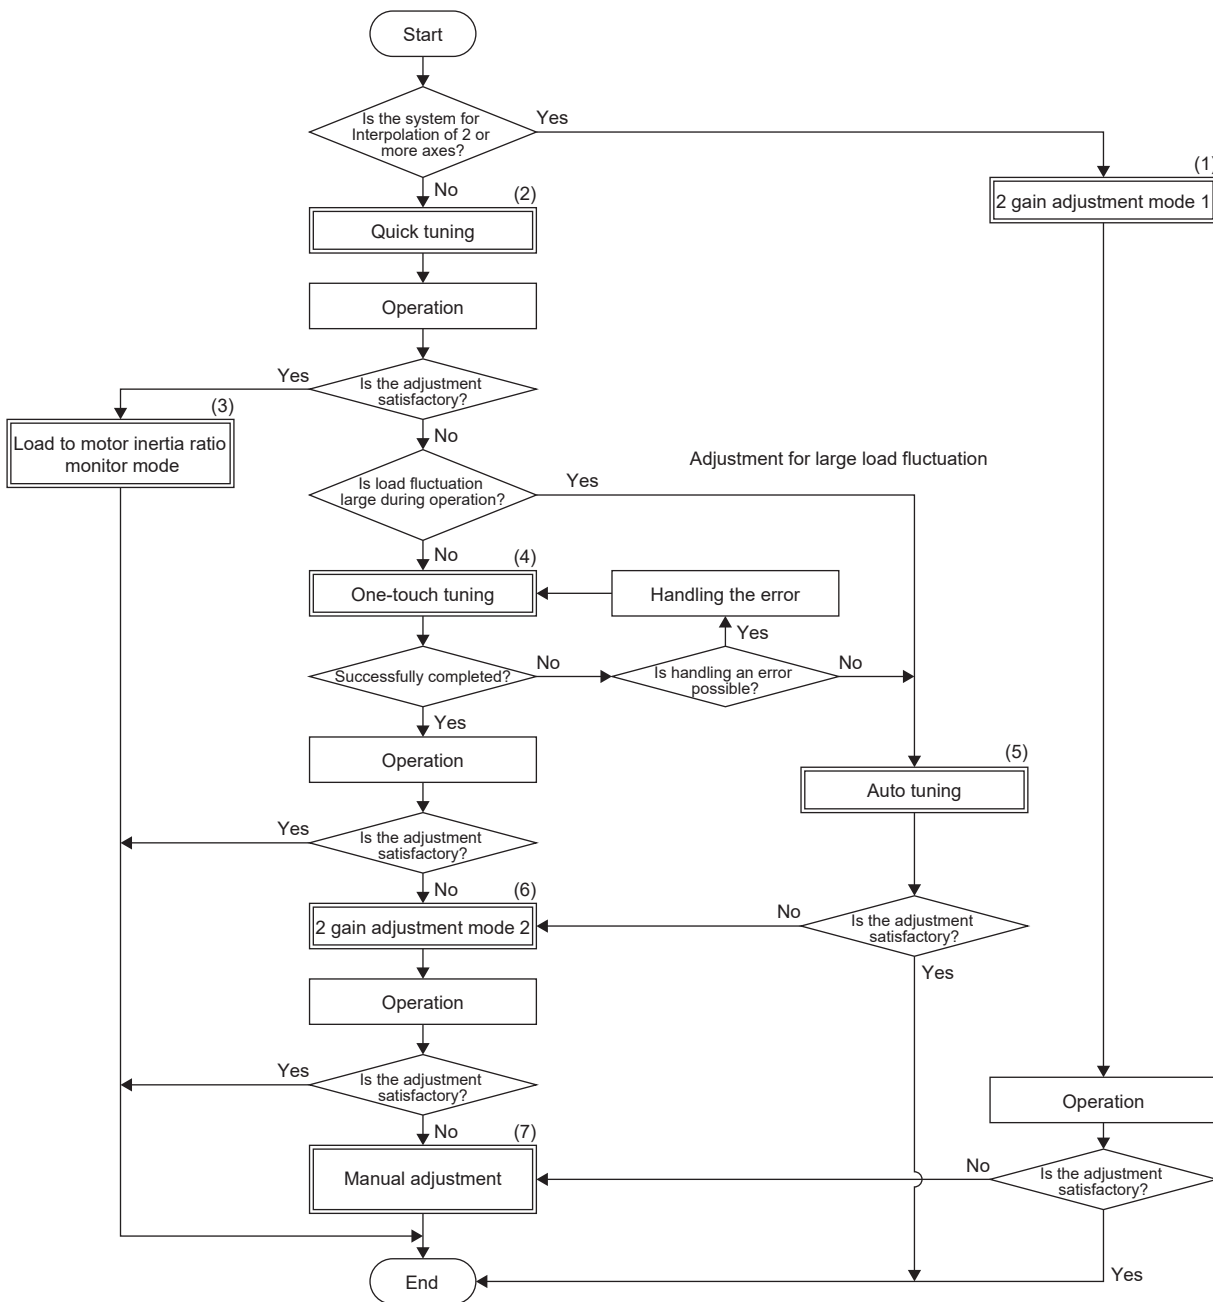 Start
Is the system for
Interpolation of 2 or
more axes?
Yes
No
(1)
2 gain adjustment mode 1
(2)
Quick tuning
Operation
Is the adjustment
satisfactory?
Yes
No
(3)
Load to motor inertia ratio
monitor mode
Is load fluctuation
large during operation?
Yes
Adjustment for large load fluctuation
No
(4)
One-touch tuning
Handling the error
Yes
Successfully completed?
No
Is handling an error
possible?
No
Yes
Operation
(5)
Auto tuning
Is the adjustment
satisfactory?
Yes
No
(6)
2 gain adjustment mode 2
No
Is the adjustment
satisfactory?
Yes
Operation
Is the adjustment
satisfactory?
Yes
No
(7)
Manual adjustment
Operation
No
Is the adjustment
satisfactory?
Yes
End